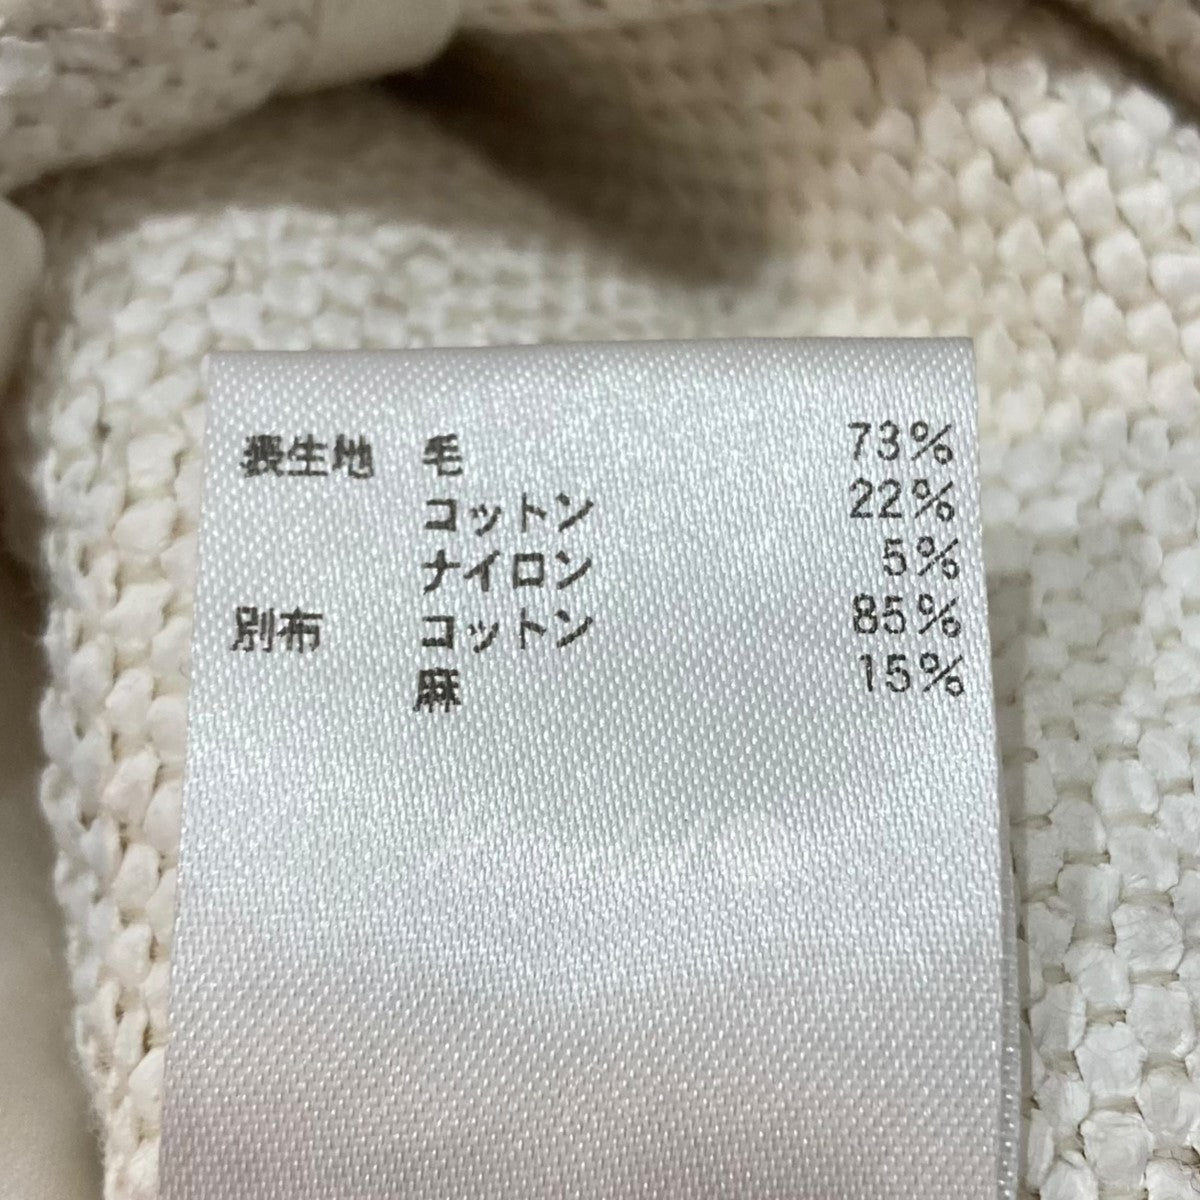 表生地 毛 73%
コットン 22%
ナイロン 5%
別布 コットン 85%
麻 15%